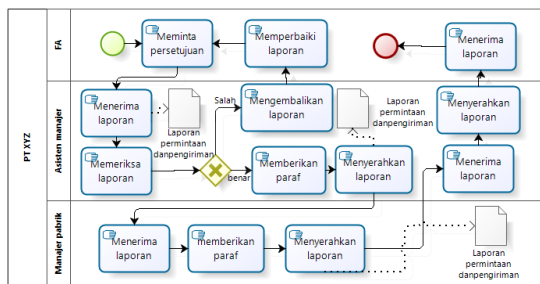 PT XYZ
FA
Meminta
persetujuan
Memperbaiki
laporan
Menerima
laporan
Asisten manajer
Menerima
laporan
Laporan
permintaan
danpengiriman
Salah
Mengembalikan
laporan
Laporan
permintaan
danpengiriman
Menyerahkan
laporan
Memeriksa
laporan
benar
Memberikan
paraf
Menyerahkan
laporan
Menerima
laporan
Manajer pabrik
Menerima
laporan
memberikan
paraf
Menyerahkan
laporan
Laporan
permintaan
danpengiriman